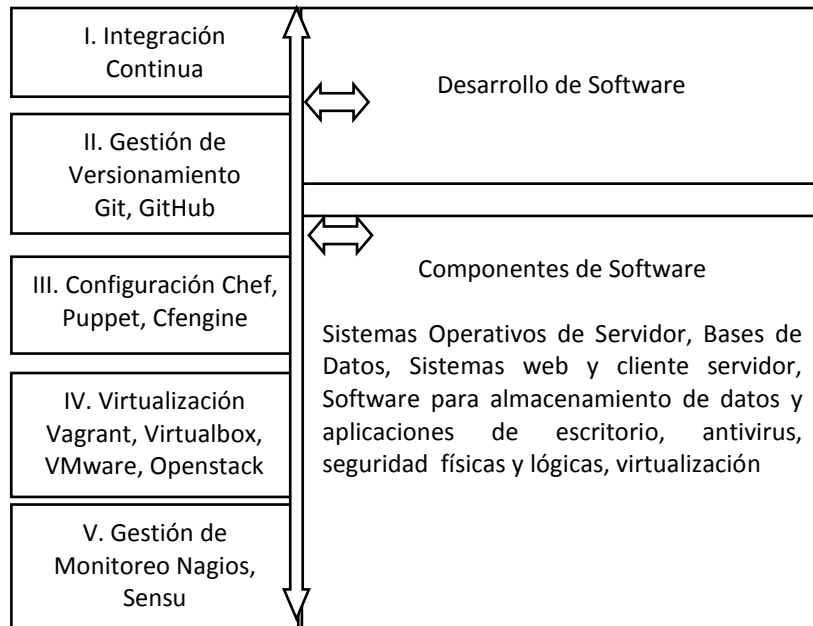 I. Integración
Continua
II. Gestión de
Versionamiento
Git, GitHub
III. Configuración Chef,
Puppet, Cfengine
IV. Virtualización
Vagrant, Virtualbox,
VMware, Openstack
V. Gestión de
Monitoreo Nagios,
Sensu
Desarrollo de Software
Componentes de Software
Sistemas Operativos de Servidor, Bases de
Datos, Sistemas web y cliente servidor,
Software para almacenamiento de datos y
aplicaciones de escritorio, antivirus,
seguridad físicas y lógicas, virtualización